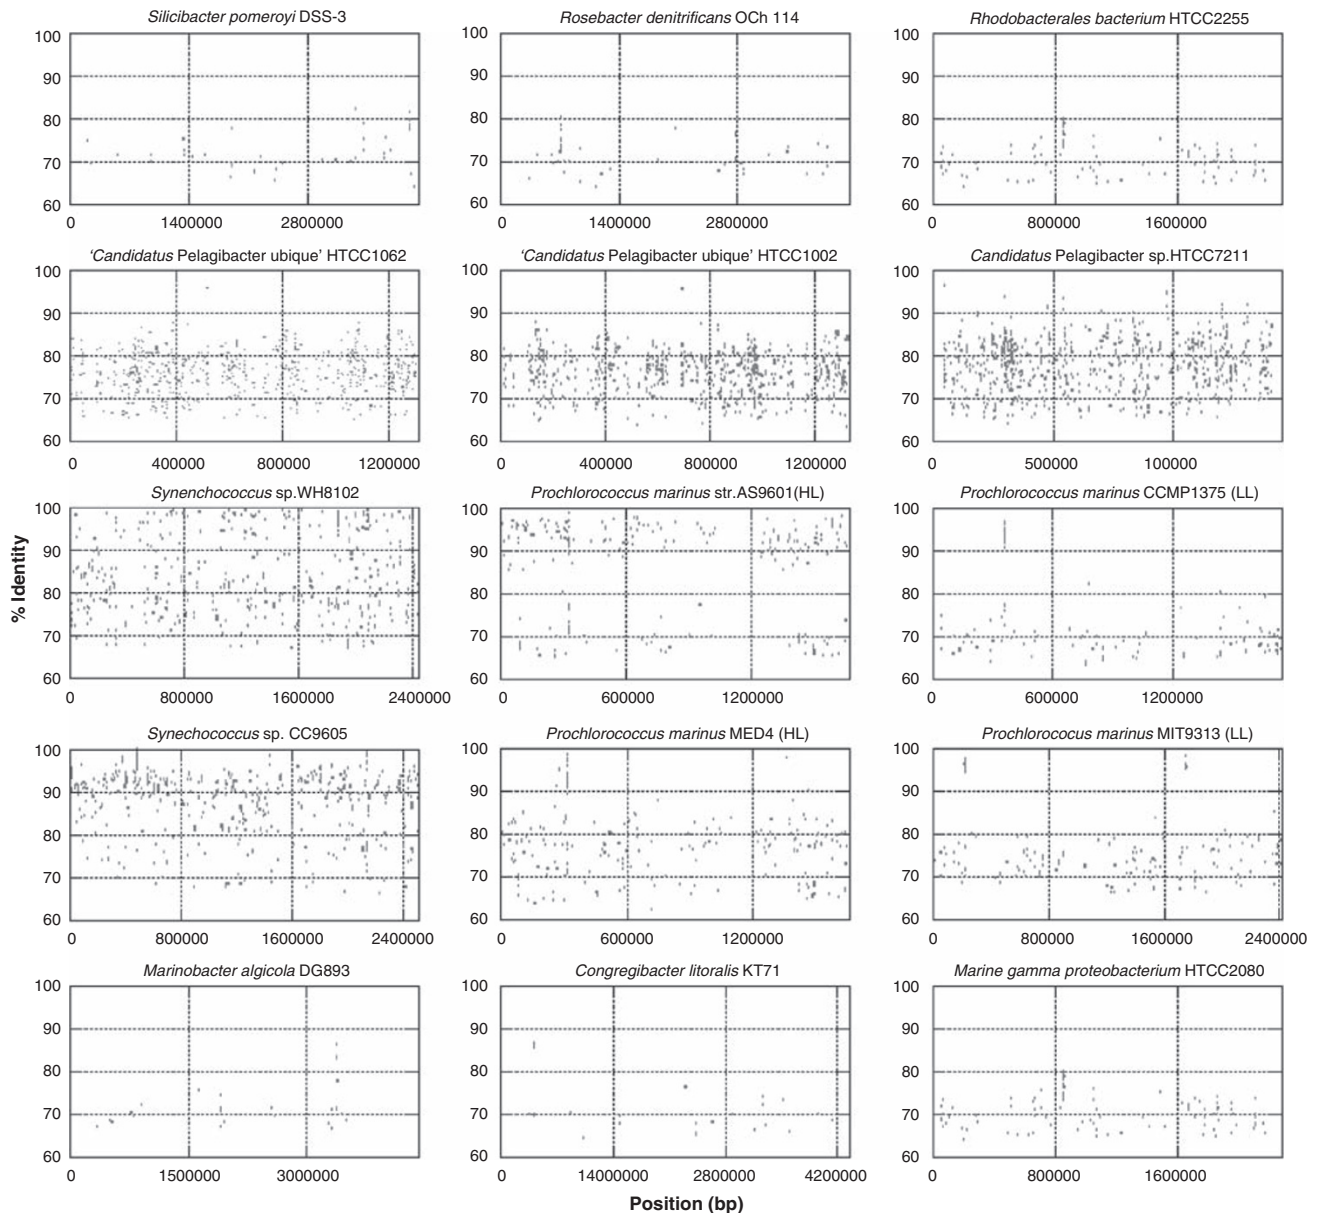 Silicibacter pomeroyi DSS-3 Rosebacter denitrificans OCh 114 Rhodobacterales bacterium HTCC2255
100 100 100
90 90 90
80 80 80
70 70 70
60 60 60
0 1400000 2800000 0 1400000 2800000 0 800000 1600000
‘Candidatus Pelagibacter ubique’ HTCC1062 ‘Candidatus Pelagibacter ubique’ HTCC1002 Candidatus Pelagibacter sp.HTCC7211
100 100 100
90 90 90
80 80 80
70 70 70
60 60 60
0 400000 800000 1200000 0 400000 800000 1200000 0 500000 100000
Synenchococcus sp.WH8102 Prochlorococcus marinus str.AS9601(HL) Prochlorococcus marinus CCMP1375 (LL)
100 100 100
90 90 90
80 80 80
70 70 70
60 60 60
0 800000 1600000 2400000 0 600000 1200000 0 600000 1200000
% Identity
Synechococcus sp. CC9605 Prochlorococcus marinus MED4 (HL) Prochlorococus marinus MIT9313 (LL)
100 100 100
90 90 90
80 80 80
70 70 70
60 60 60
0 800000 1600000 2400000 0 600000 1200000 0 800000 1600000 2400000
Marinobacter algicola DG893 Congregibacter litoralis KT71 Marine gamma proteobacterium HTCC2080
100 100 100
90 90 90
80 80 80
70 70 70
60 60 60
0 1500000 3000000 0 14000000 2800000 4200000 0 800000 1600000
Position (bp)